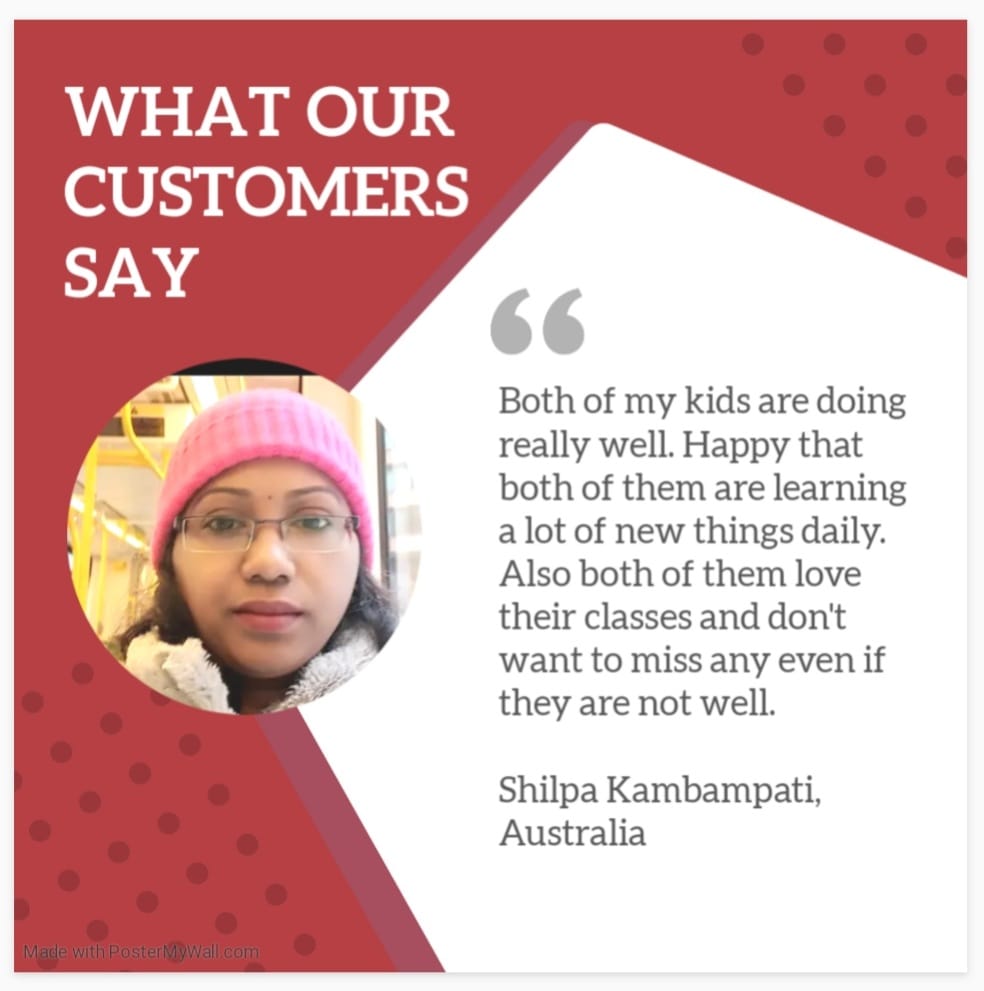 WHAT OUR
CUSTOMERS
SAY
“
Both of my kids are doing
really well. Happy that
both of them are learning
a lot of new things daily.
Also both of them love
their classes and don't
want to miss any even if
they are not well.
Shilpa Kambampati,
Australia
Made with PosterMyWall.com